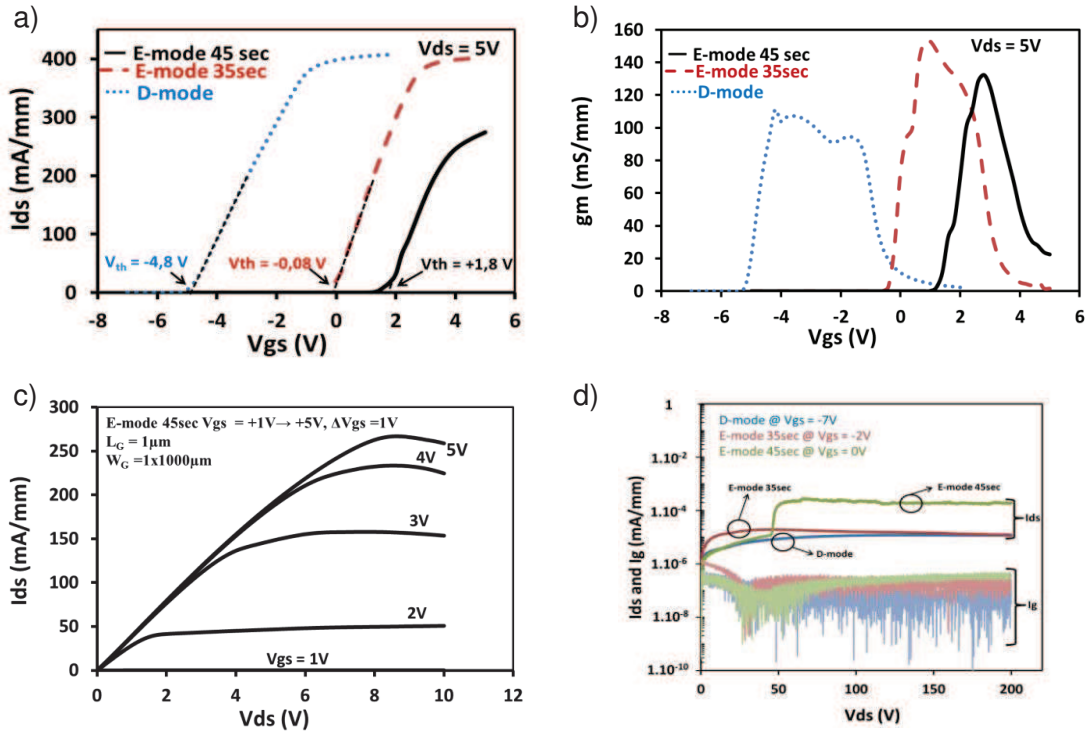 a)
E-mode 45 sec
E-mode 35sec
D-mode
Vds = 5V
Vth = -4,8 V
Vth = -0,08 V
Vth = +1,8 V
Ids (mA/mm)
400
300
200
100
0
-8 -6 -4 -2 0 2 4 6
Vgs (V)
b)
E-mode 45 sec
E-mode 35sec
D-mode
Vds = 5V
gm (mS/mm)
160
140
120
100
80
60
40
20
0
-8 -6 -4 -2 0 2 4 6
Vgs (V)
c)
E-mode 45sec Vgs = +1V→ +5V, ΔVgs =1V
LG = 1µm
WG = 1x1000µm
5V
4V
3V
2V
Vgs = 1V
Ids (mA/mm)
300
250
200
150
100
50
0
0 2 4 6 8 10 12
Vds (V)
d)
D-mode @ Vgs = -7V
E-mode 35sec @ Vgs = -2V
E-mode 45sec @ Vgs = 0V
E-mode 35sec
E-mode 45sec
D-mode
Ids
Ig
Ids and Ig (mA/mm)
1
1.10-2
1.10-4
1.10-6
1.10-8
1.10-10
0 50 100 150 200
Vds (V)